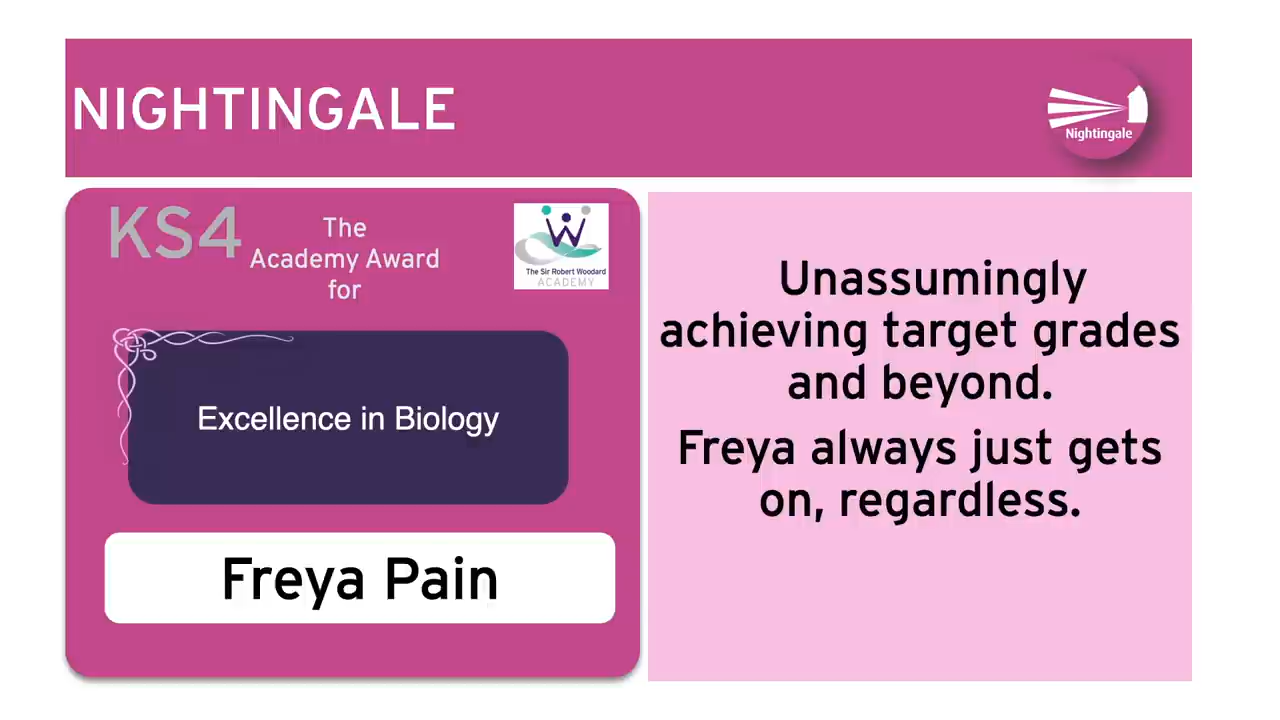 NIGHTINGALE
Nightingale
KS4
The
Academy Award
for
The Sir Robert Woodard
ACADEMY
Excellence in Biology
Freya Pain
Unassumingly
achieving target grades
and beyond.
Freya always just gets
on, regardless.